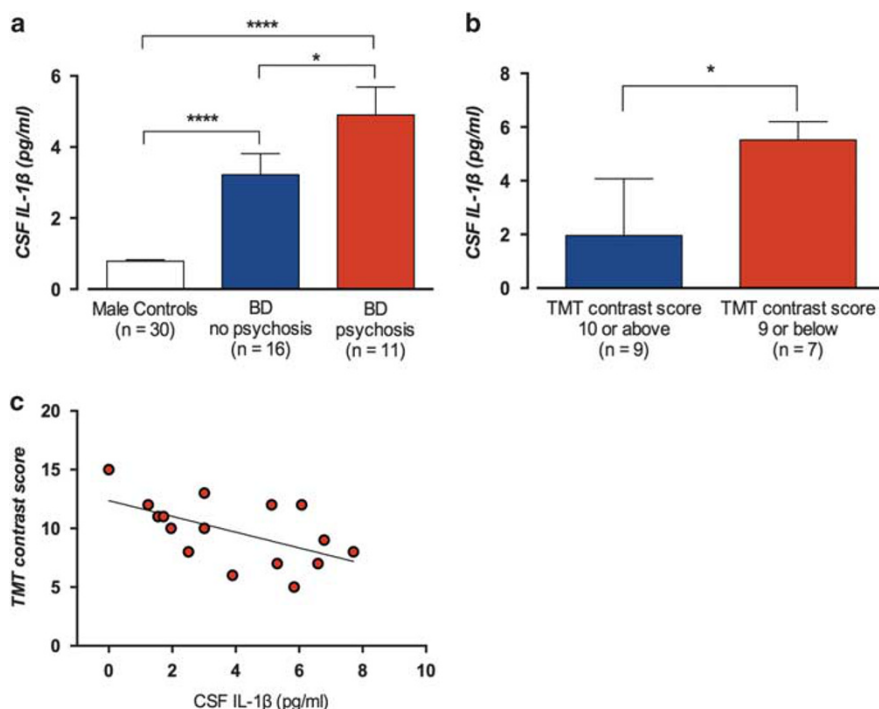 a
****
*
****
6
4
2
0
CSF IL-1β (pg/ml)
Male Controls
(n = 30)
BD
no psychosis
(n = 16)
BD
psychosis
(n = 11)
b
*
8
6
4
2
0
CSF IL-1β (pg/ml)
TMT contrast score
10 or above
(n = 9)
TMT contrast score
9 or below
(n = 7)
c
20
15
10
5
0
TMT contrast score
0 2 4 6 8 10
CSF IL-1β (pg/ml)